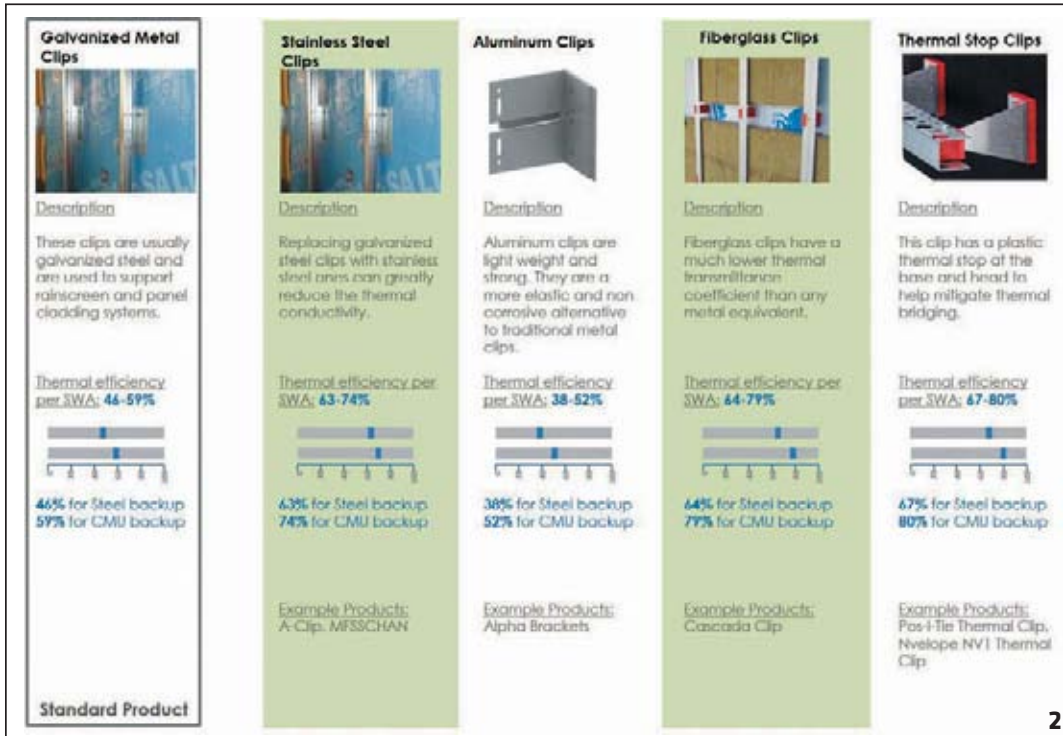 Galvanized Metal
Clips
SALT
Description
These clips are usually
galvanized steel and
are used to support
rainscreen and panel
cladding systems.
Thermal efficiency
per SWA: 46-59%
46% for Steel backup
59% for CMU backup
Standard Product
Stainless Steel
Clips
SALT
Description
Replacing galvanized
steel clips with stainless
steel ones can greatly
reduce the thermal
conductivity.
Thermal efficiency per
SWA: 63-74%
63% for Steel backup
74% for CMU backup
Example Products:
A-Clip, MFSSCHAN
Aluminum Clips
Description
Aluminum clips are
light weight and
strong. They are a
more elastic and non
corrosive alternative
to traditional metal
clips.
Thermal efficiency
per SWA: 38-52%
38% for Steel backup
52% for CMU backup
Example Products:
Alpha Brackets
Fiberglass Clips
Description
Fiberglass clips have a
much lower thermal
transmittance
coefficient than any
metal equivalent.
Thermal efficiency per
SWA: 64-79%
64% for Steel backup
79% for CMU backup
Example Products:
Cascada Clip
Thermal Stop Clips
Description
This clip has a plastic
thermal stop at the
base and head to
help mitigate thermal
bridging.
Thermal efficiency
per SWA: 67-80%
67% for Steel backup
80% for CMU backup
Example Products:
Pos-I-Tie Thermal Clip,
Nvelope NV1 Thermal
Clip
2